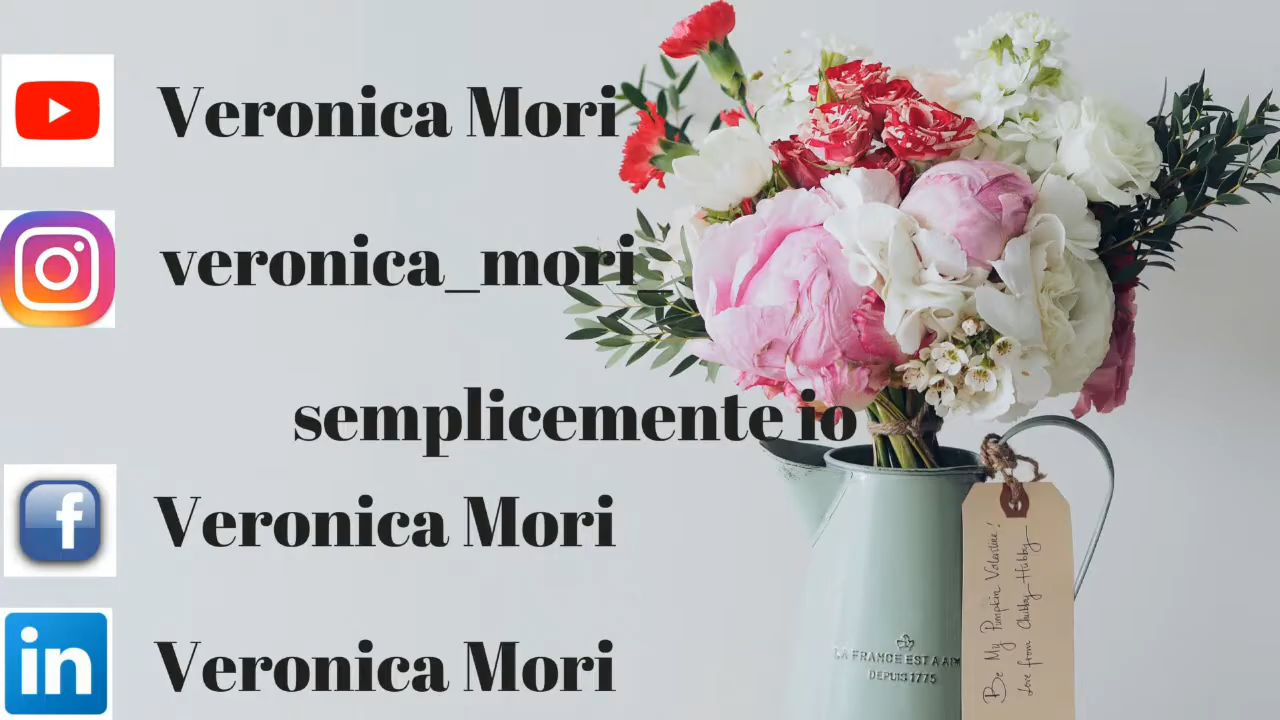 Veronica Mori
veronica_mori_
semplicemente io
Veronica Mori
Veronica Mori
LA FRANCE EST A
DEPUIS 1775
Be My Pumpkin Valentine!
Love from Chubby Hubby